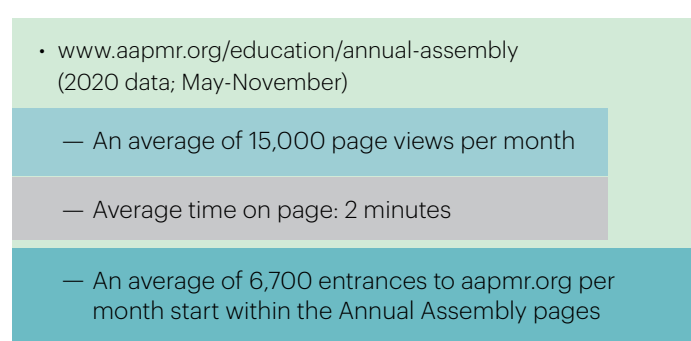 • www.aapmr.org/education/annual-assembly
(2020 data; May-November)
— An average of 15,000 page views per month
— Average time on page: 2 minutes
— An average of 6,700 entrances to aapmr.org per
month start within the Annual Assembly pages